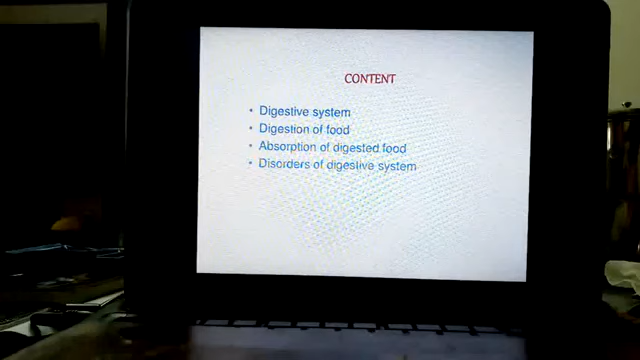 CONTENT
• Digestive system
• Digestion of food
• Absorption of digested food
• Disorders of digestive system